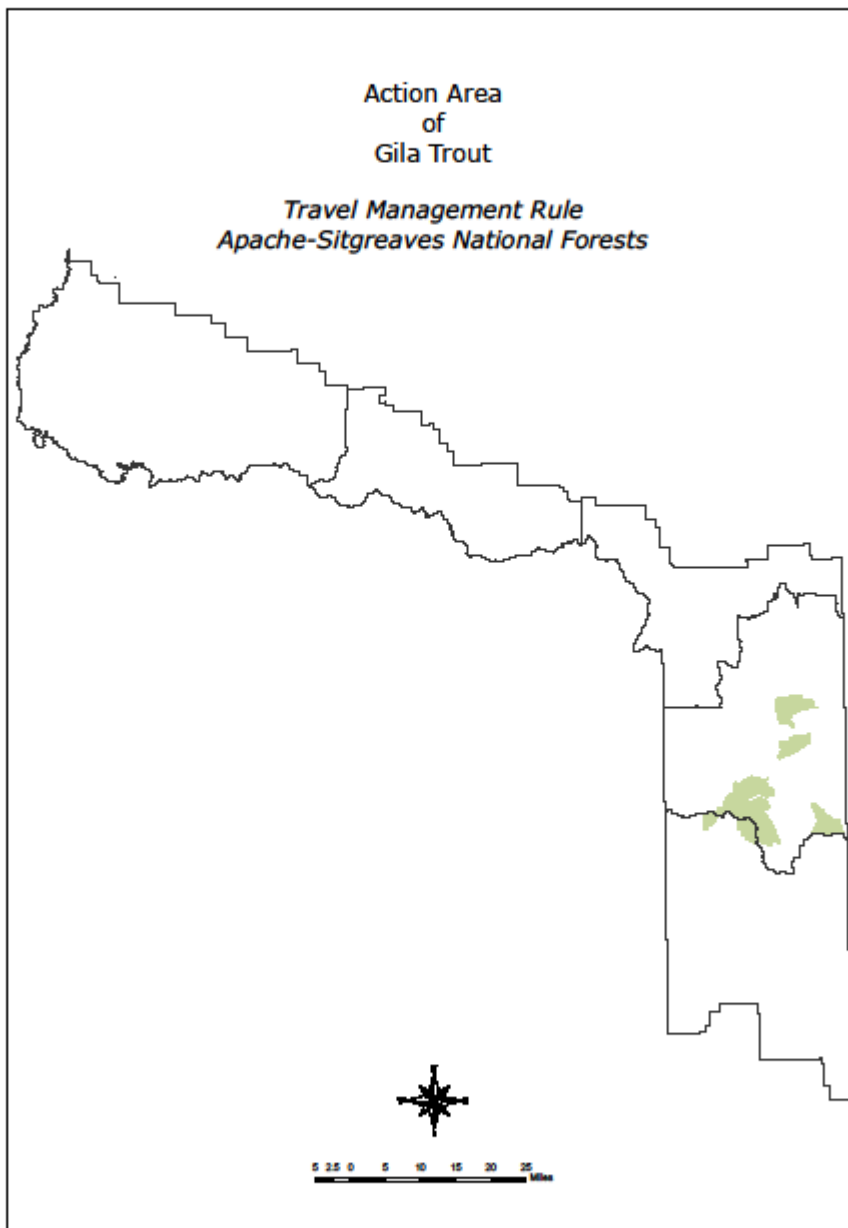 Action Area
of
Gila Trout
Travel Management Rule
Apache-Sitgreaves National Forests
5 2.5 0 5 10 15 20 25
Miles